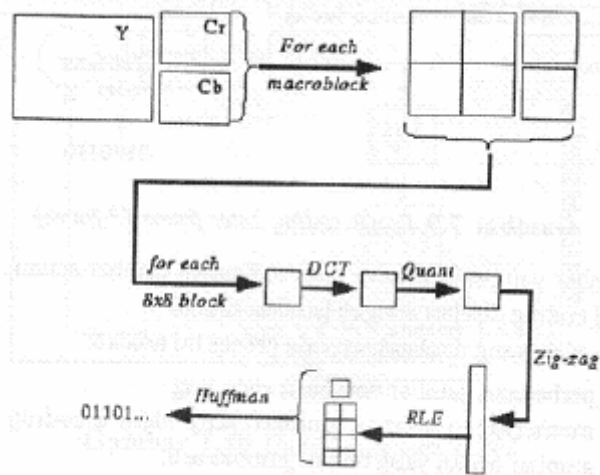 Y
Cr
Cb
For each
macroblock
for each
8x8 block
DCT
Quant
Zig-zag
RLE
Huffman
01101...